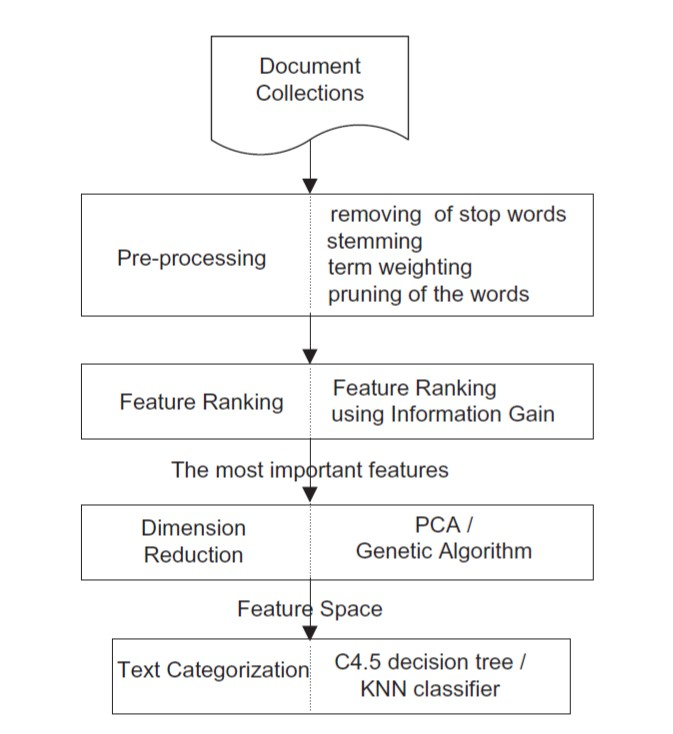 Document
Collections
Pre-processing
removing of stop words
stemming
term weighting
pruning of the words
Feature Ranking
Feature Ranking
using Information Gain
The most important features
Dimension
Reduction
PCA /
Genetic Algorithm
Feature Space
Text Categorization
C4.5 decision tree /
KNN classifier